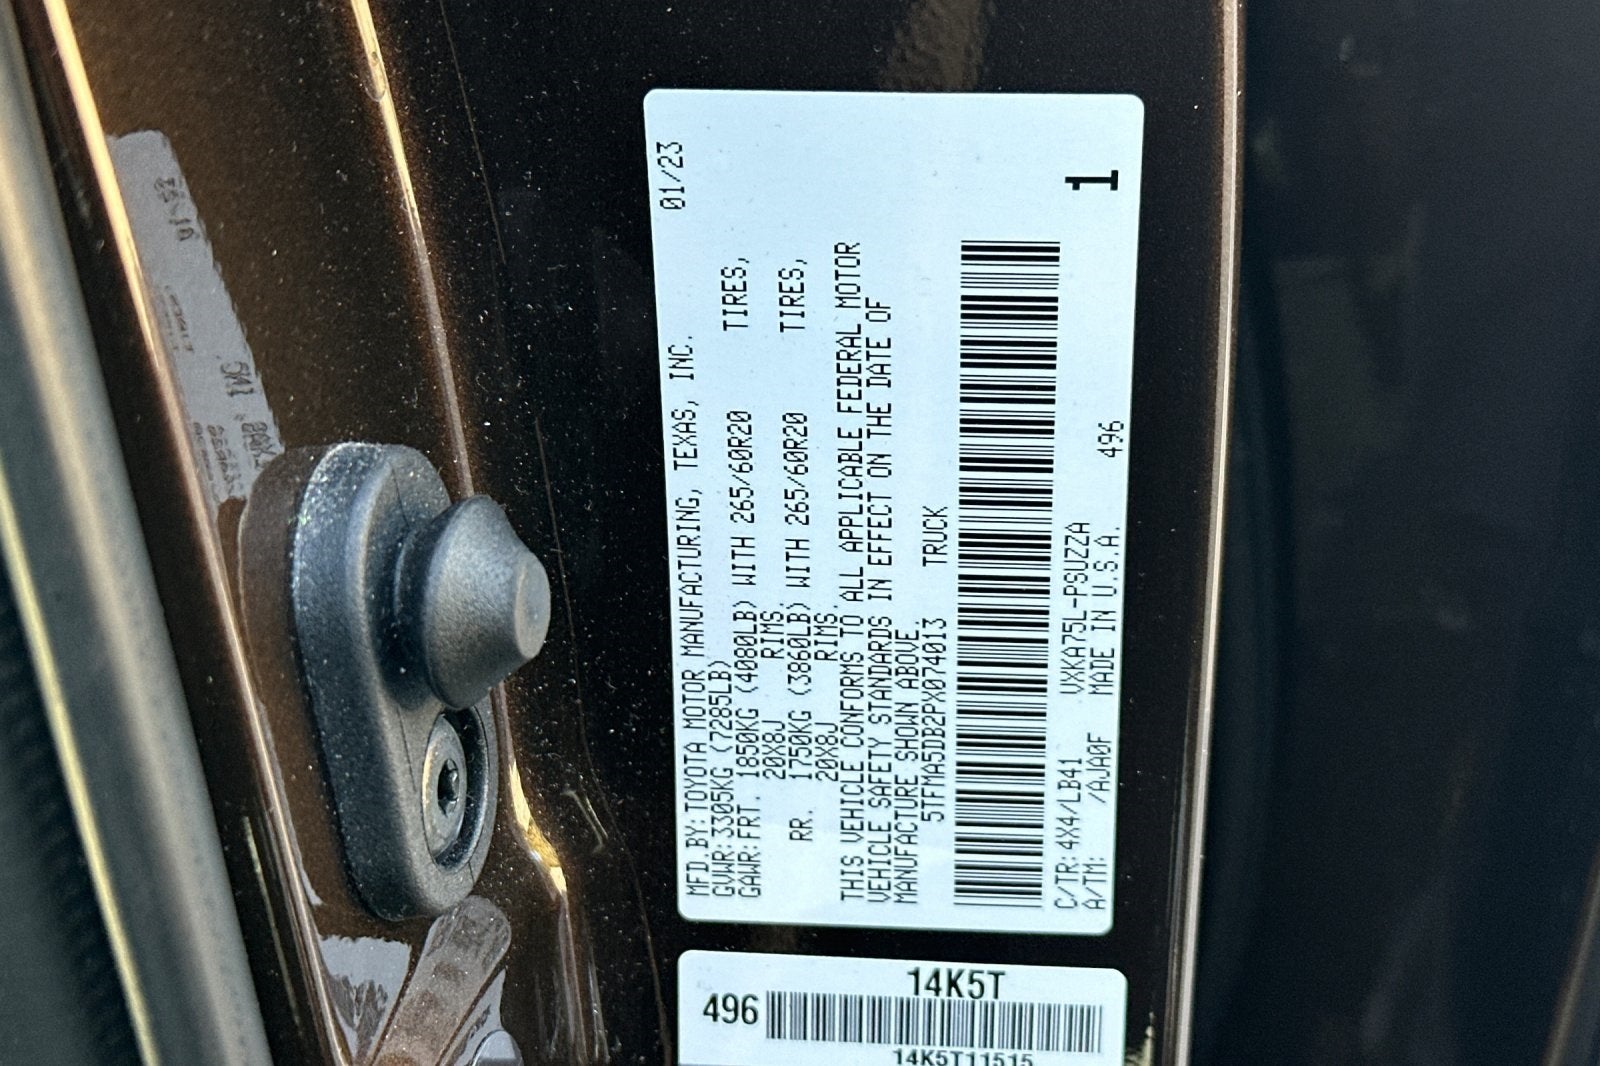 01/23
MFD.BY:TOYOTA MOTOR MANUFACTURING, TEXAS, INC.
GVWR:3305KG (7285LB)
GAWR:FRT. 1850KG (4080LB) WITH 265/60R20 TIRES,
20X8J RIMS.
RR. 1750KG (3860LB) WITH 265/60R20 TIRES,
20X8J RIMS.
THIS VEHICLE CONFORMS TO ALL APPLICABLE FEDERAL MOTOR
VEHICLE SAFETY STANDARDS IN EFFECT ON THE DATE OF
MANUFACTURE SHOWN ABOVE.
5TFMA5DB2PX074013 TRUCK
1
C/TR:4X4/LB41 VXKA75L-PSUZZA
A/TM: /AJA0F MADE IN U.S.A. 496
14K5T
496
14K5T11515